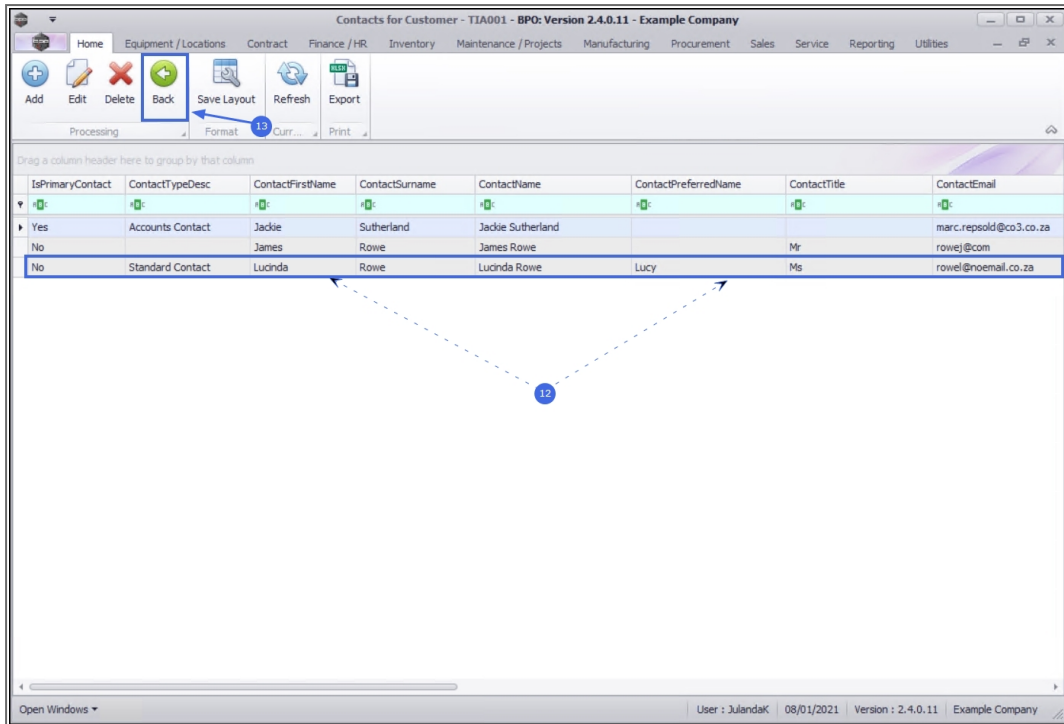 Contacts for Customer - TIA001 - BPO: Version 2.4.0.11 - Example Company
Home Equipment / Locations Contract Finance / HR Inventory Maintenance / Projects Manufacturing Procurement Sales Service Reporting Utilities
Add Edit Delete Back Save Layout Refresh Export
13
Processing Format Curr... Print
Drag a column header here to group by that column
IsPrimaryContact ContactTypeDesc ContactFirstName ContactSurname ContactName ContactPreferredName ContactTitle ContactEmail
Yes Accounts Contact Jackie Sutherland Jackie Sutherland marc.repsold@co3.co.za
No James Rowe James Rowe Mr rowej@com
No Standard Contact Lucinda Rowe Lucinda Rowe Lucy Ms rowel@noemail.co.za
12
Open Windows User : JulandaK 08/01/2021 Version : 2.4.0.11 Example Company